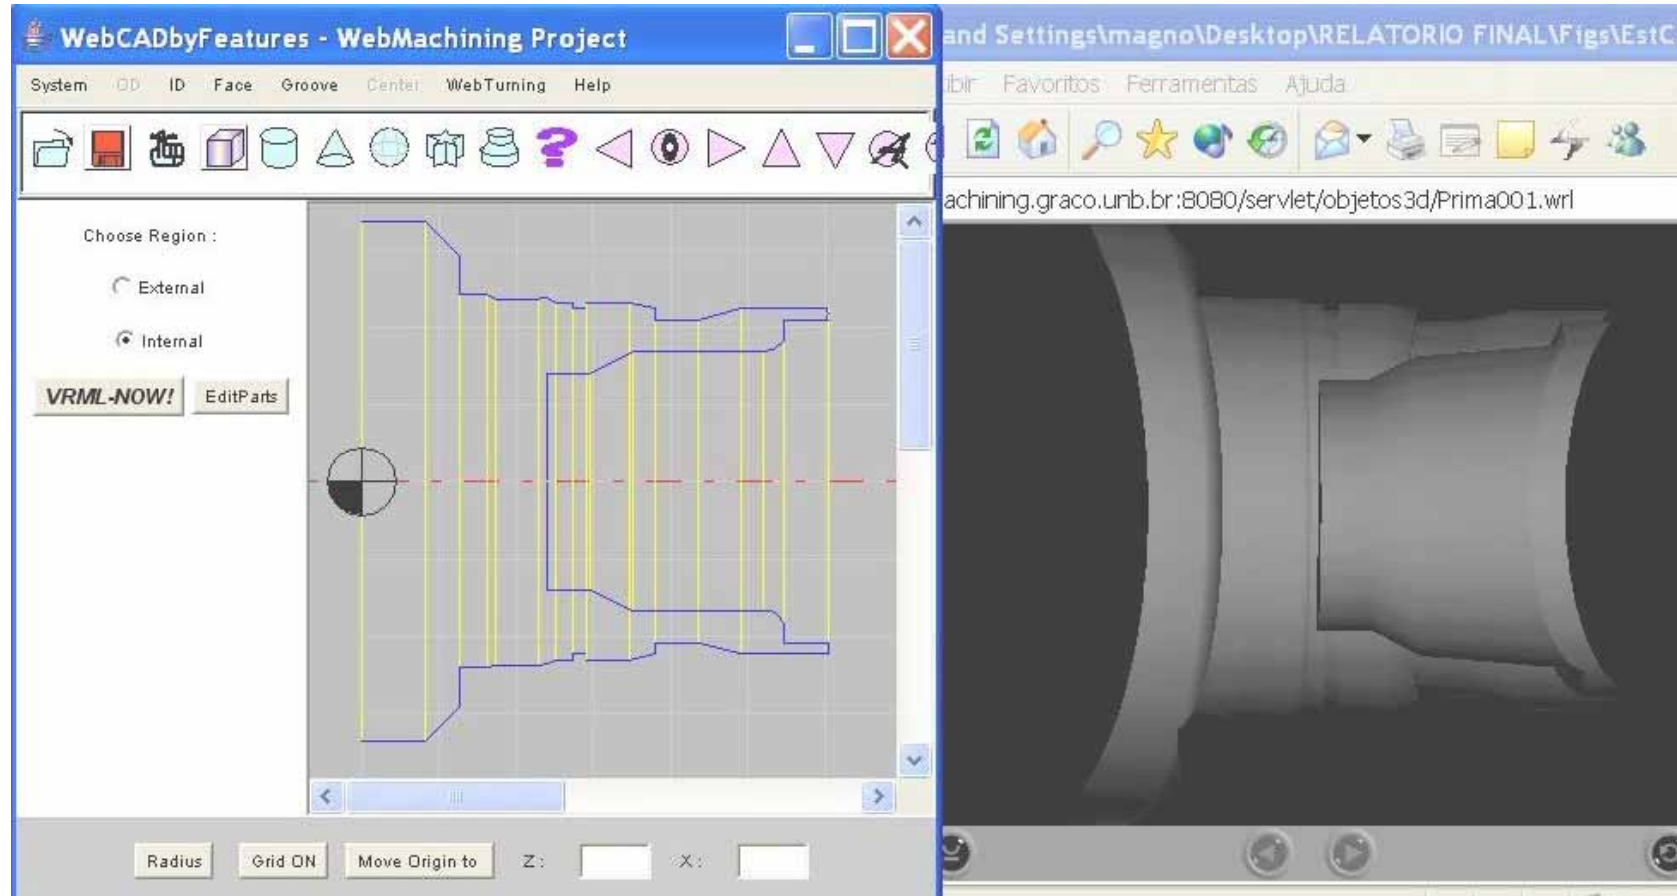 WebCADbyFeatures - WebMachining Project
System OD ID Face Groove Center WebTurning Help
Choose Region :
External
Internal
VRML-NOW! EditParts
Radius Grid ON Move Origin to Z : X :
and Settings\magno\Desktop\RELATORIO FINAL\Figs\EstC
ibir Favoritos Ferramentas Ajuda
achining.graco.unb.br:8080/servlet/objetos3d/Prima001.wrl